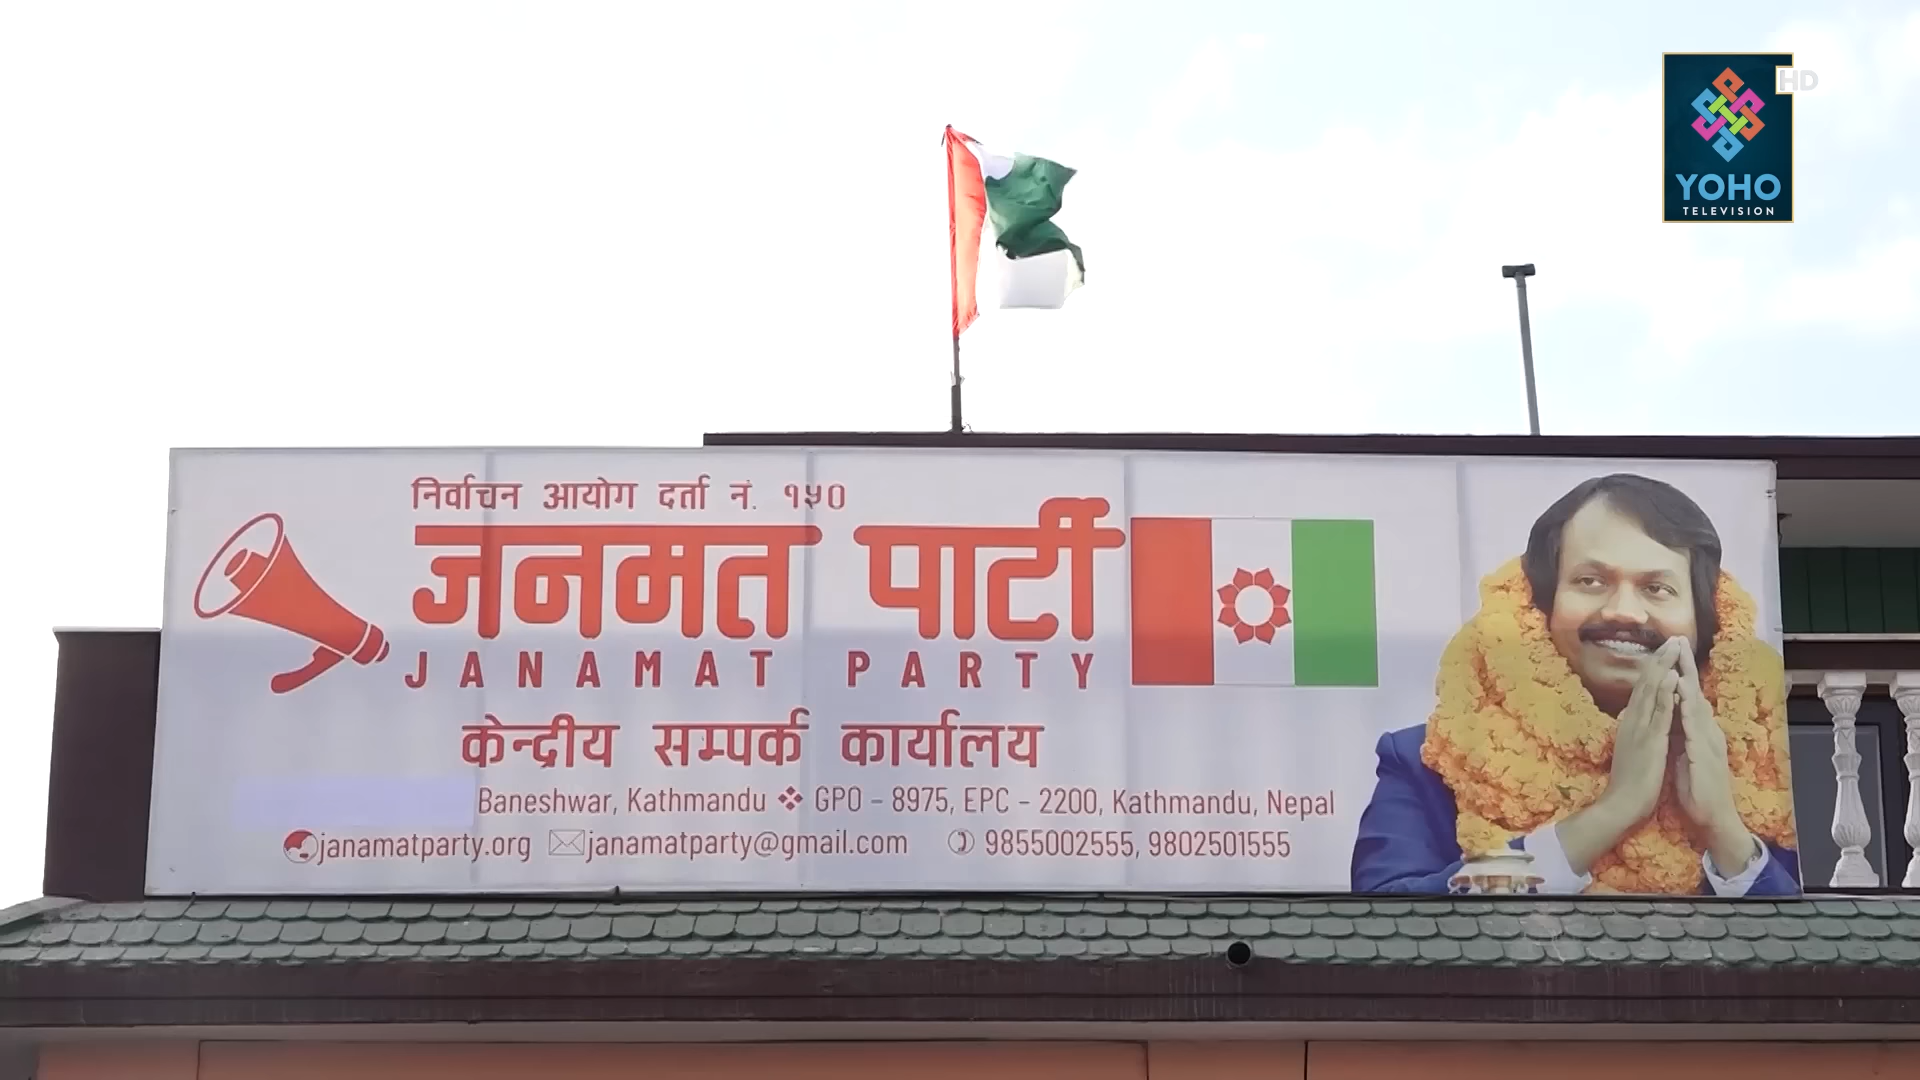 YOHO
TELEVISION
HD
निर्वाचन आयोग दर्ता नं. १५०
जनमत पार्टी
JANAMAT PARTY
केन्द्रीय सम्पर्क कार्यालय
Baneshwar, Kathmandu ❖ GPO - 8975, EPC - 2200, Kathmandu, Nepal
janamatparty.org janamatparty@gmail.com 9855002555, 9802501555